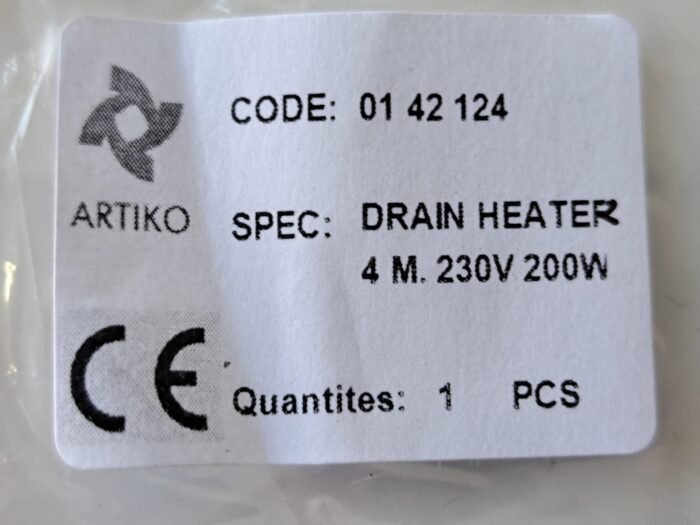 ARTIKO
CODE: 01 42 124
SPEC: DRAIN HEATER
4 M. 230V 200W
CE
Quantites: 1 PCS